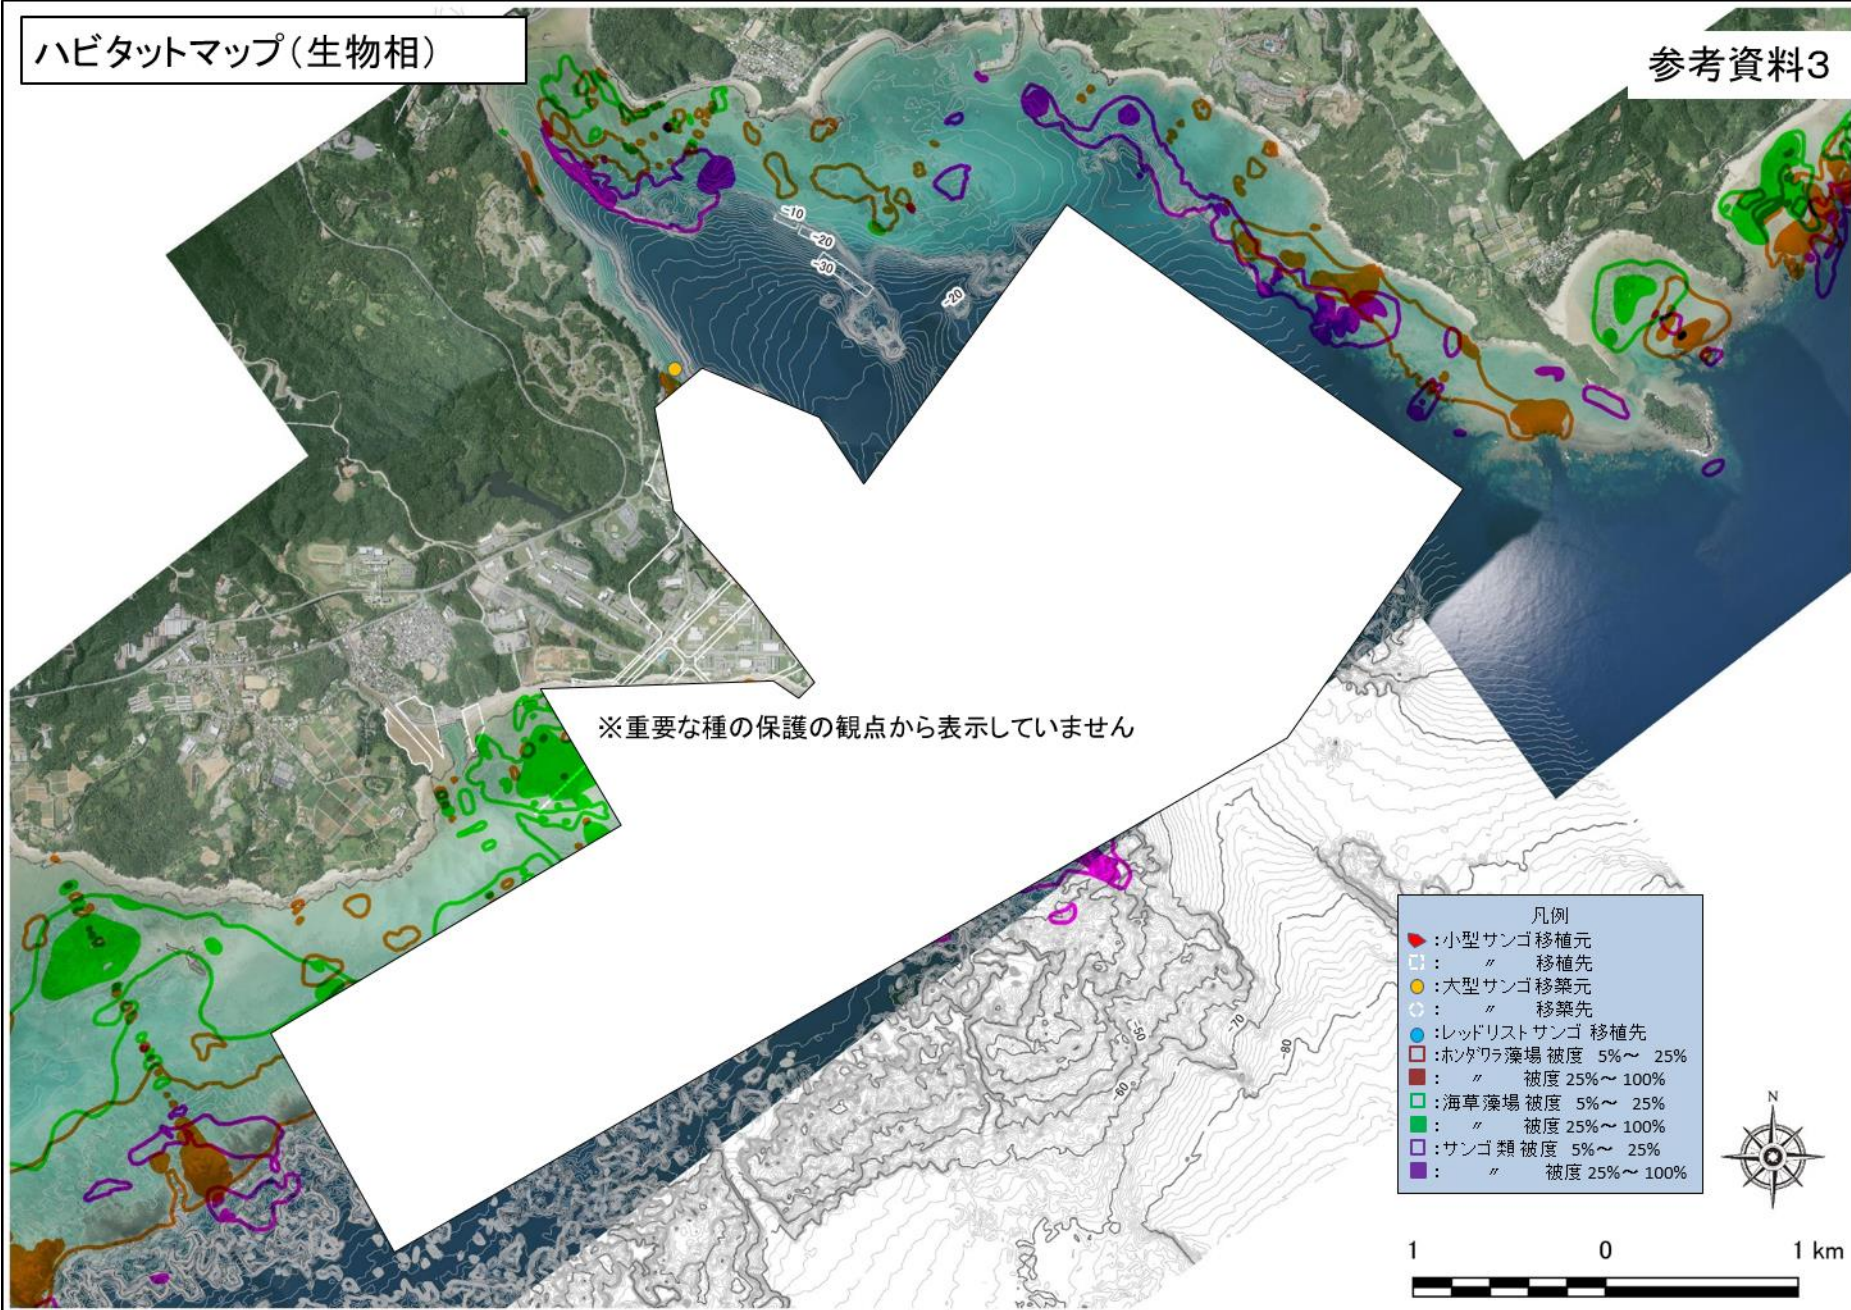 ハビタットマップ(生物相)
参考資料3
-10
-20
-30
-20
※重要な種の保護の観点から表示していません
-50
-60
-70
-80
凡例
:小型サンゴ移植元
: 〃 移植先
:大型サンゴ移築元
: 〃 移築先
:レッドリストサンゴ 移植先
:ホンダワラ藻場 被度 5%～ 25%
: 〃 被度 25%～ 100%
:海草藻場 被度 5%～ 25%
: 〃 被度 25%～ 100%
:サンゴ類 被度 5%～ 25%
: 〃 被度 25%～ 100%
N
1 0 1 km